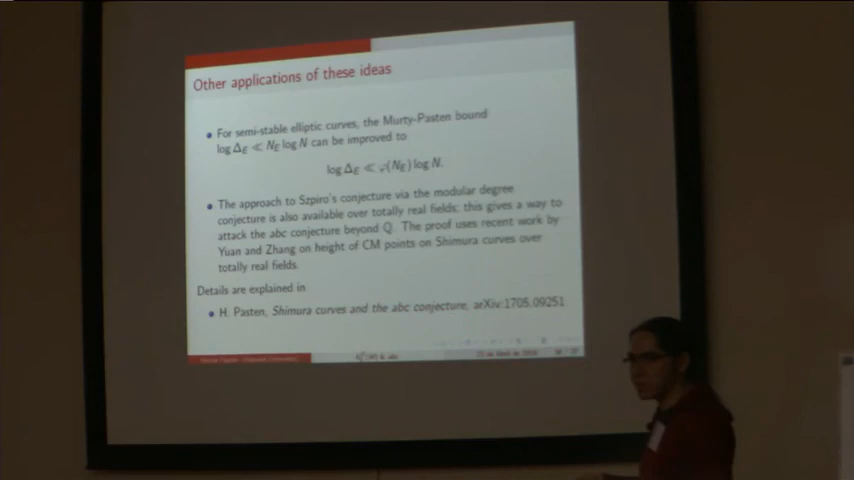 Other applications of these ideas
• For semi-stable elliptic curves, the Murty-Pasten bound
log Δ_E ≪ N_E log N can be improved to
log Δ_E ≪ φ(N_E) log N.
• The approach to Szpiro's conjecture via the modular degree
conjecture is also available over totally real fields; this gives a way to
attack the abc conjecture beyond ℚ. The proof uses recent work by
Yuan and Zhang on height of CM points on Shimura curves over
totally real fields.
Details are explained in
• H. Pasten, Shimura curves and the abc conjecture, arXiv:1705.09251
& abc